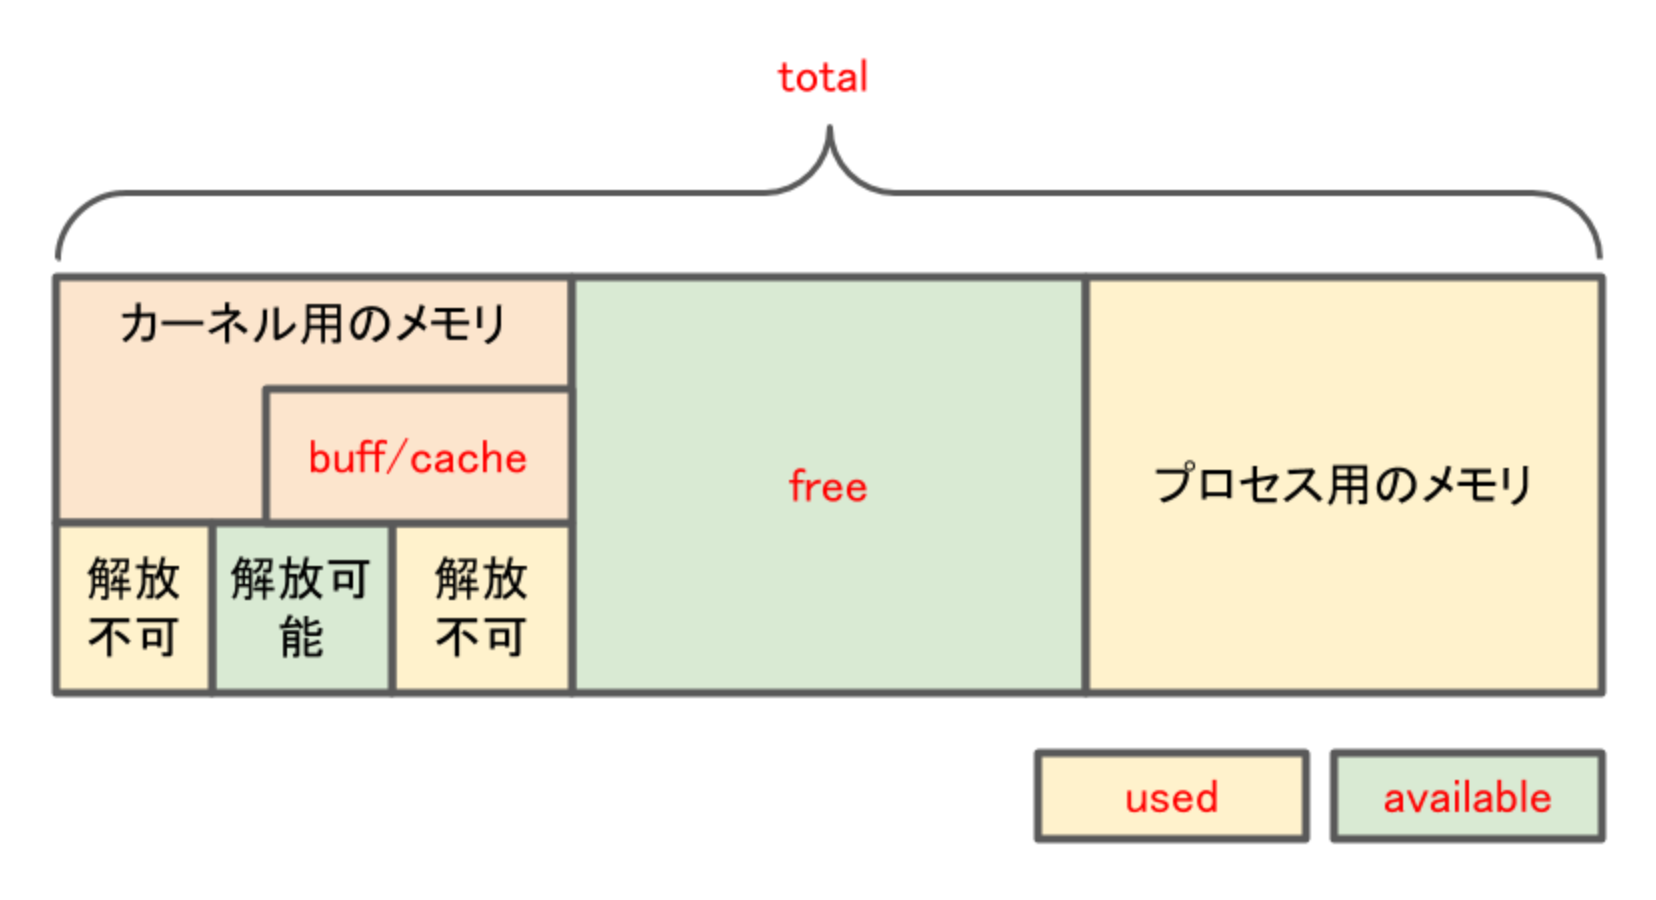 total
カーネル用のメモリ
buff/cache
free
プロセス用のメモリ
解放
不可
解放可
能
解放
不可
used
available